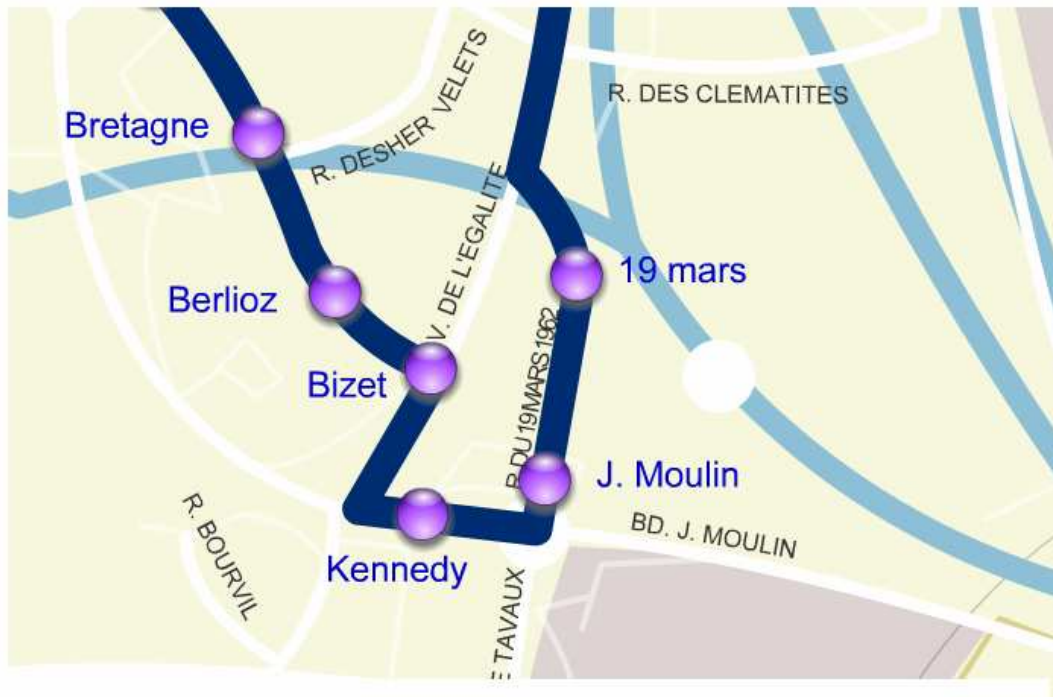 R. DES CLEMATITES
Bretagne
R. DESHER VELETS
V. DE L'EGALITE
19 mars
Berlioz
Bizet
R. DU 19 MARS 1962
J. Moulin
R. BOURVIL
BD. J. MOULIN
Kennedy
TAVAUX